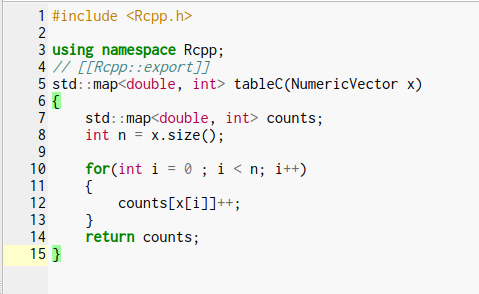 1 #include <Rcpp.h>
2
3 using namespace Rcpp;
4 // [[Rcpp::export]]
5 std::map<double, int> tableC(NumericVector x)
6 {
7     std::map<double, int> counts;
8     int n = x.size();
9
10     for(int i = 0 ; i < n; i++)
11     {
12         counts[x[i]]++;
13     }
14     return counts;
15 }